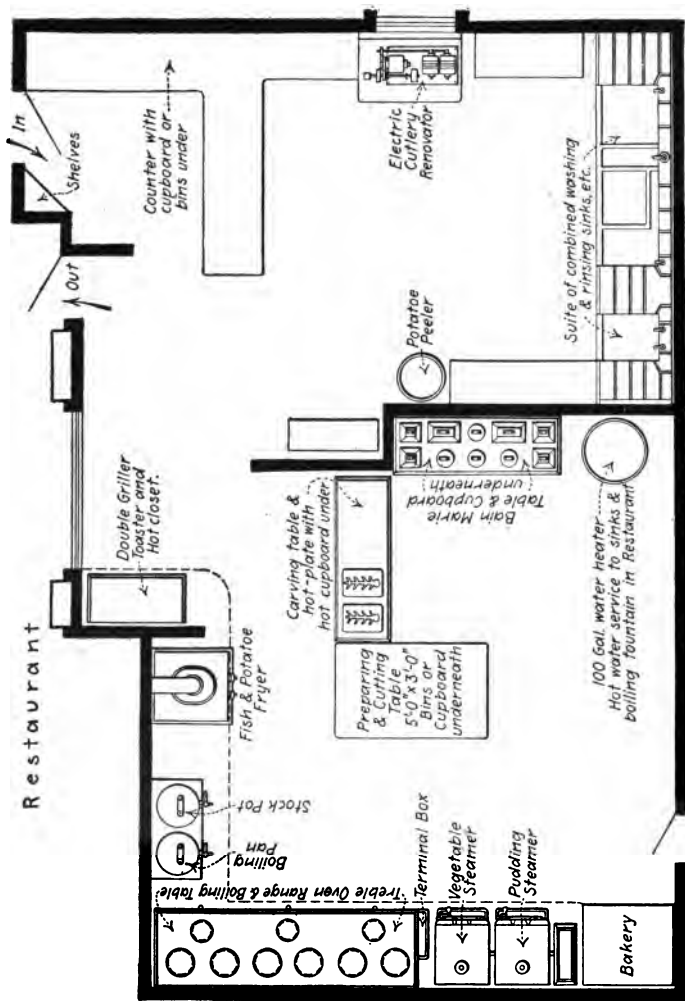 Restaurant
In
Shelves
Out
Counter with
cupboard or
bins under
Electric
Cutlery
Renovator
Suite of combined washing
& rinsing sinks, etc.
Potatoe
Peeler
Double Griller
Toaster and
Hot closet.
Carving table &
hot-plate with
hot cupboard under
Bain Marie
Table & Cupboard
underneath
100 Gal. water heater
Hot water service to sinks &
boiling fountain in Restaurant
Fish & Potatoe
Fryer
Preparing
& Cutting
Table
5'0" x 3'-0"
Bins or
Cupboard
underneath
Stock Pot
Boiling
Pan
Treble Oven Range & Boiling Table
Terminal Box
Vegetable
Steamer
Pudding
Steamer
Bakery